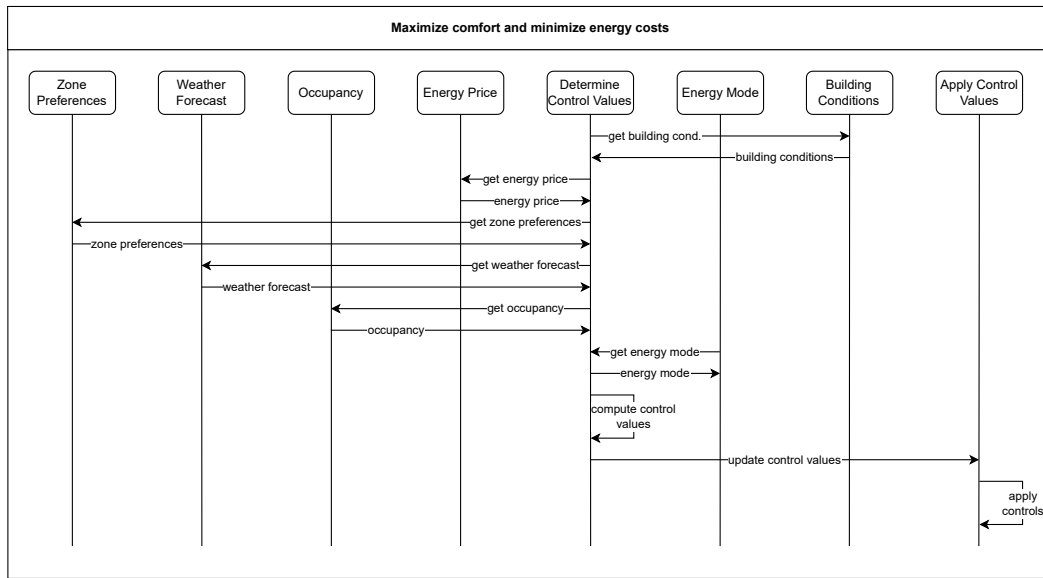 Maximize comfort and minimize energy costs
Zone
Preferences
Weather
Forecast
Occupancy
Energy Price
Determine
Control Values
Energy Mode
Building
Conditions
Apply Control
Values
get building cond.
building conditions
get energy price
energy price
get zone preferences
zone preferences
get weather forecast
weather forecast
get occupancy
occupancy
get energy mode
energy mode
compute control
values
update control values
apply
controls